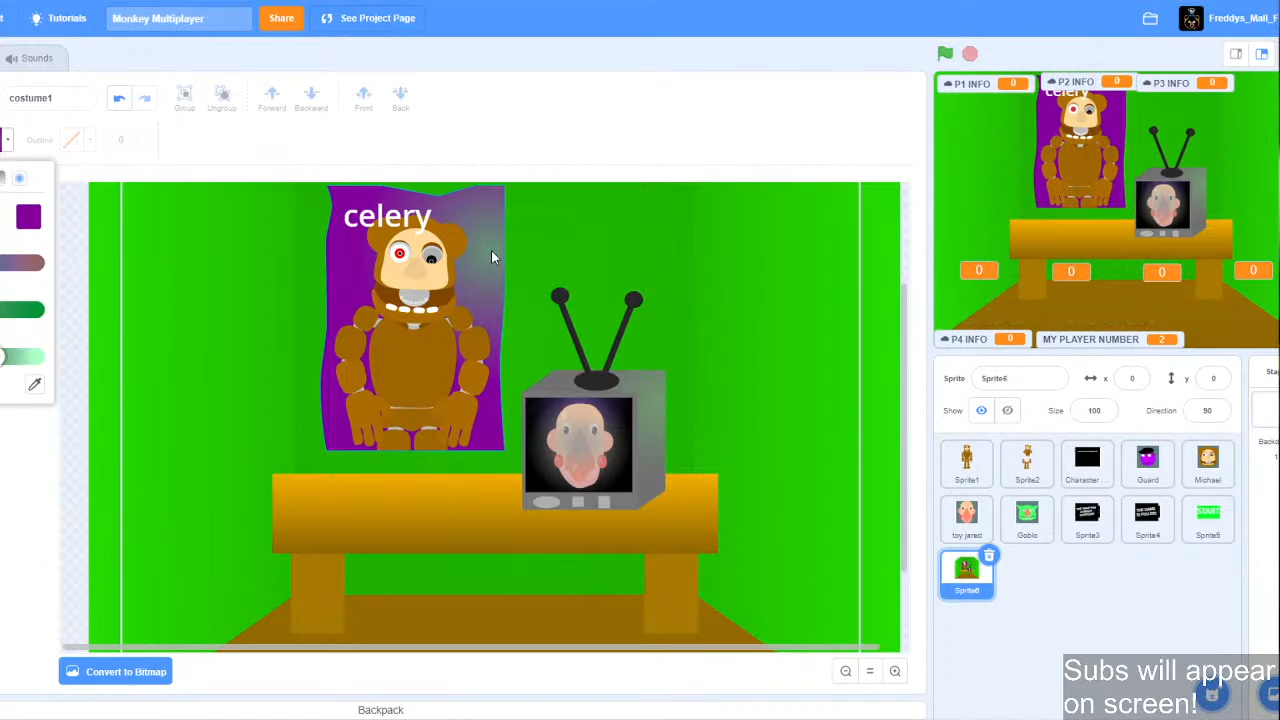 Tutorials
Monkey Multiplayer
Share
See Project Page
Sounds
costume1
Group
Ungroup
Forward
Backward
Front
Back
Outline
0
celery
Convert to Bitmap
Backpack
P1 INFO 0
P2 INFO 0
P3 INFO 0
celery
0
0
0
0
P4 INFO 0
MY PLAYER NUMBER 2
Sprite
Sprite6
x
0
y
0
Show
Size
100
Direction
90
Sprite1
Sprite2
Character ...
Guard
Michael
toy jared
Goblo
Sprite3
Sprite4
START
Sprite5
Sprite6
Subs will appear
on screen!